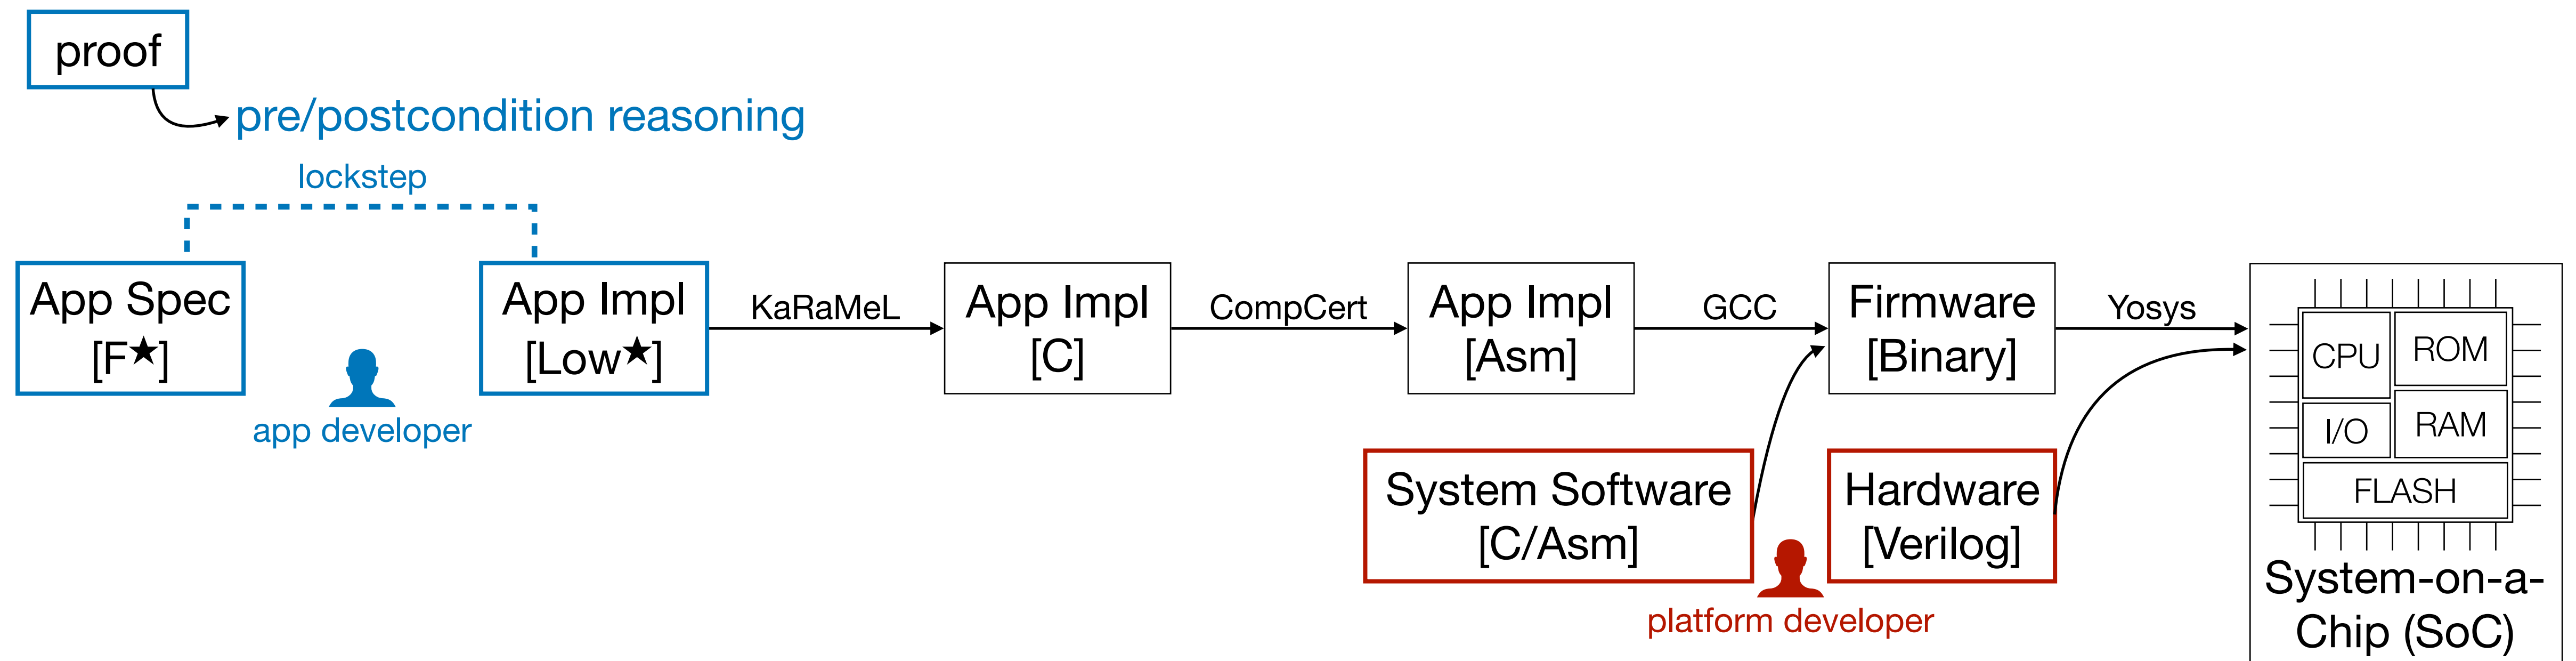 proof
pre/postcondition reasoning
lockstep
App Spec
[F★]
app developer
App Impl
[Low★]
KaRaMeL
App Impl
[C]
CompCert
App Impl
[Asm]
GCC
Firmware
[Binary]
Yosys
System Software
[C/Asm]
Hardware
[Verilog]
platform developer
CPU
ROM
I/O
RAM
FLASH
System-on-a-
Chip (SoC)